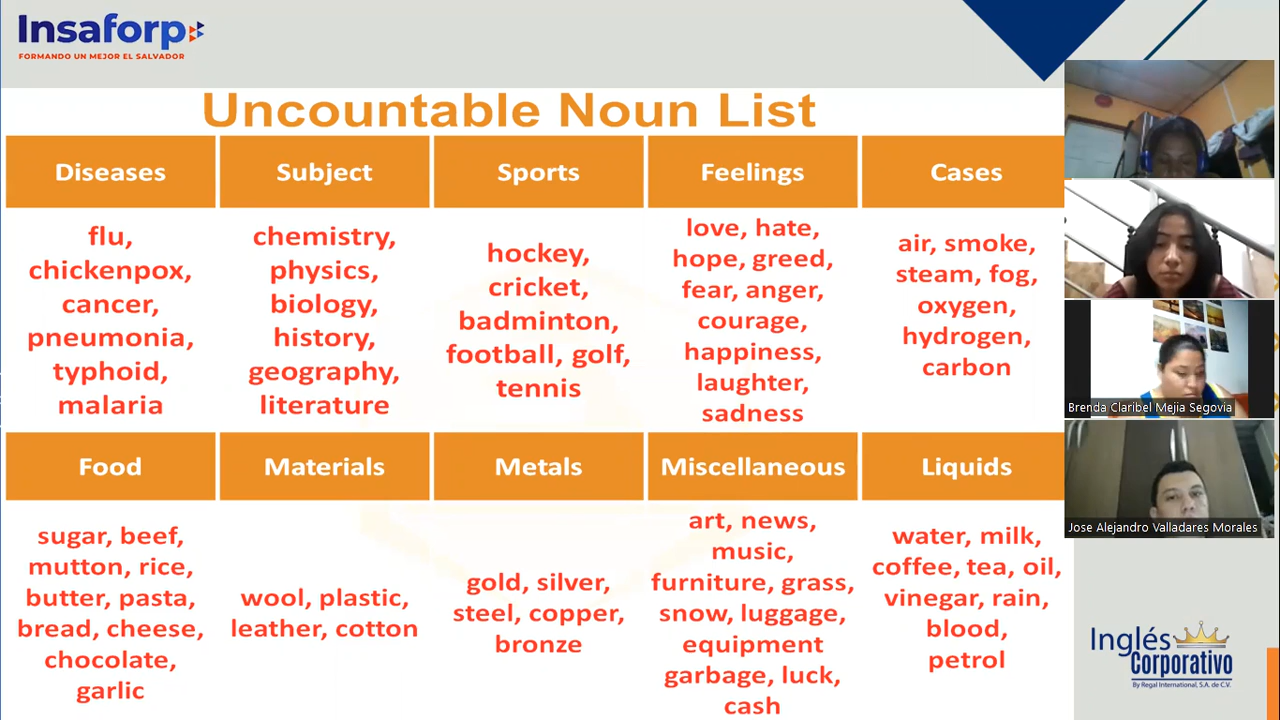 Insaforp
FORMANDO UN MEJOR EL SALVADOR
Uncountable Noun List
Diseases
Subject
Sports
Feelings
Cases
flu,
chickenpox,
cancer,
pneumonia,
typhoid,
malaria
chemistry,
physics,
biology,
history,
geography,
literature
hockey,
cricket,
badminton,
football, golf,
tennis
love, hate,
hope, greed,
fear, anger,
courage,
happiness,
laughter,
sadness
air, smoke,
steam, fog,
oxygen,
hydrogen,
carbon
Food
Materials
Metals
Miscellaneous
Liquids
sugar, beef,
mutton, rice,
butter, pasta,
bread, cheese,
chocolate,
garlic
wool, plastic,
leather, cotton
gold, silver,
steel, copper,
bronze
art, news,
music,
furniture, grass,
snow, luggage,
equipment
garbage, luck,
cash
water, milk,
coffee, tea, oil,
vinegar, rain,
blood,
petrol
Brenda Claribel Mejia Segovia
Jose Alejandro Valladares Morales
Inglés
Corporativo
By Regal International, S.A. de C.V.